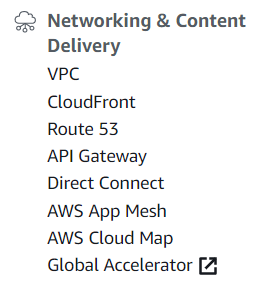 Networking & Content
Delivery
VPC
CloudFront
Route 53
API Gateway
Direct Connect
AWS App Mesh
AWS Cloud Map
Global Accelerator